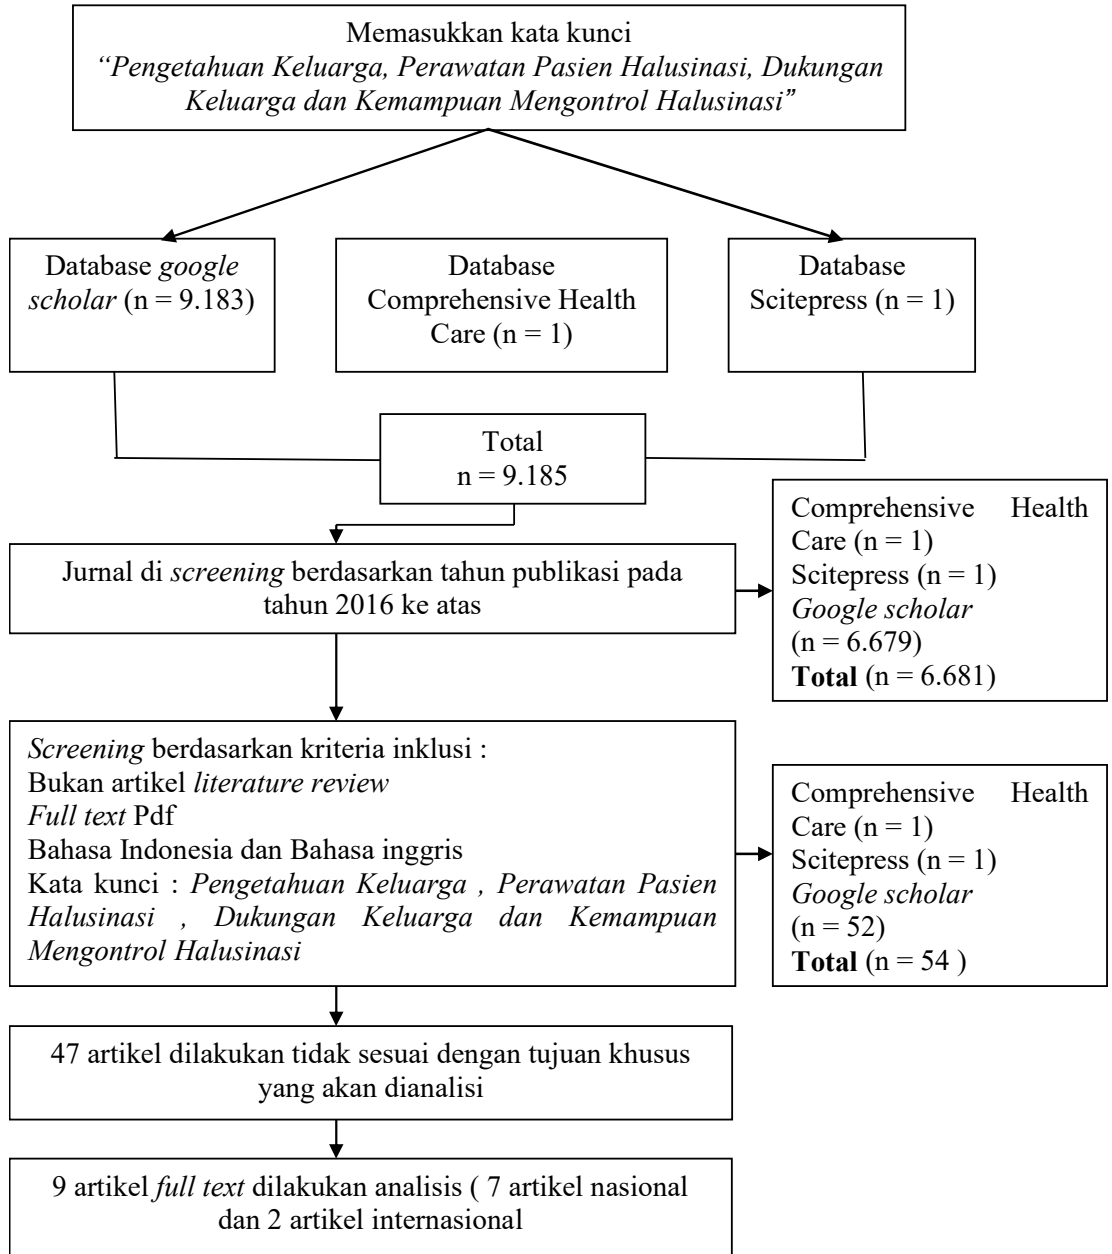 Memasukkan kata kunci
“Pengetahuan Keluarga, Perawatan Pasien Halusinasi, Dukungan
Keluarga dan Kemampuan Mengontrol Halusinasi”
Database google
scholar (n = 9.183)
Database
Comprehensive Health
Care (n = 1)
Database
Scitepress (n = 1)
Total
n = 9.185
Jurnal di screening berdasarkan tahun publikasi pada
tahun 2016 ke atas
Comprehensive Health
Care (n = 1)
Scitepress (n = 1)
Google scholar
(n = 6.679)
Total (n = 6.681)
Screening berdasarkan kriteria inklusi :
Bukan artikel literature review
Full text Pdf
Bahasa Indonesia dan Bahasa inggris
Kata kunci : Pengetahuan Keluarga , Perawatan Pasien
Halusinasi , Dukungan Keluarga dan Kemampuan
Mengontrol Halusinasi
Comprehensive Health
Care (n = 1)
Scitepress (n = 1)
Google scholar
(n = 52)
Total (n = 54 )
47 artikel dilakukan tidak sesuai dengan tujuan khusus
yang akan dianalisi
9 artikel full text dilakukan analisis ( 7 artikel nasional
dan 2 artikel internasional